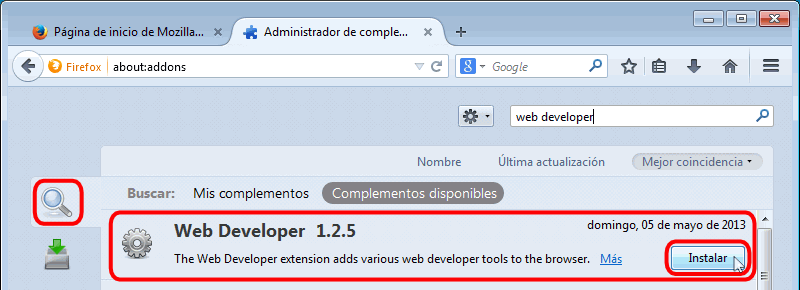 Página de inicio de Mozilla...
Administrador de comple...
Firefox about:addons
Google
web developer
Nombre Última actualización Mejor coincidencia
Buscar: Mis complementos Complementos disponibles
Web Developer 1.2.5 domingo, 05 de mayo de 2013
The Web Developer extension adds various web developer tools to the browser. Más Instalar